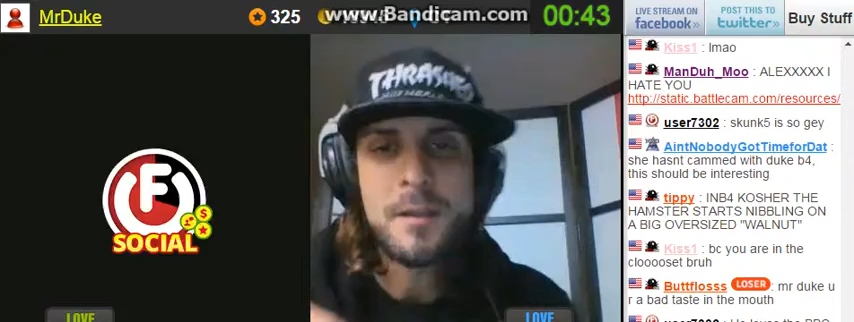 MrDuke
325
www.Bandicam.com
00:43
LIVE STREAM ON
facebook»
POST THIS TO
twitter»
Buy Stuff
THRASHER
F
SOCIAL
$
LOVE
LOVE
Kiss1 : lmao
ManDuh_Moo : ALEXXXXX I
HATE YOU
http://static.battlecam.com/resources/
user7302 : skunk5 is so gey
AintNobodyGotTimeforDat :
she hasnt cammed with duke b4,
this should be interesting
tippy : INB4 KOSHER THE
HAMSTER STARTS NIBBLING ON
A BIG OVERSIZED "WALNUT"
Kiss1 : bc you are in the
clooooset bruh
Buttflosss LOSER : mr duke u
r a bad taste in the mouth